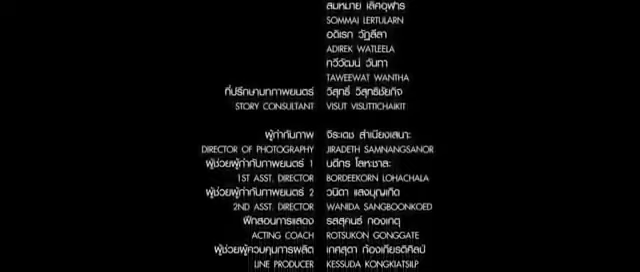 สมหมาย เลิศอุฬาร
SOMMAI LERTULARN
อดิเรก วัฏลีลา
ADIREK WATLEELA
ทวีวัฒน์ วันทา
TAWEEWAT WANTHA
ที่ปรึกษาบทภาพยนตร์ วิสุทธิ์ วิสุทธิชัยกิจ
STORY CONSULTANT VISUT VISUTTICHAIKIT
ผู้กำกับภาพ จิระเดช สำเนียงเสนาะ
DIRECTOR OF PHOTOGRAPHY JIRADETH SAMNANGSANOR
ผู้ช่วยผู้กำกับภาพยนตร์ 1 บดีกร โลหะชาละ
1ST ASST. DIRECTOR BORDEEKORN LOHACHALA
ผู้ช่วยผู้กำกับภาพยนตร์ 2 วนิดา แสงบุญเกิด
2ND ASST. DIRECTOR WANIDA SANGBOONKOED
ฝึกสอนการแสดง รสสุคนธ์ กองเกตุ
ACTING COACH ROTSUKON GONGGATE
ผู้ช่วยผู้ควบคุมการผลิต เกศสุดา ก้องเกียรติศิลป์
LINE PRODUCER KESSUDA KONGKIATSILP